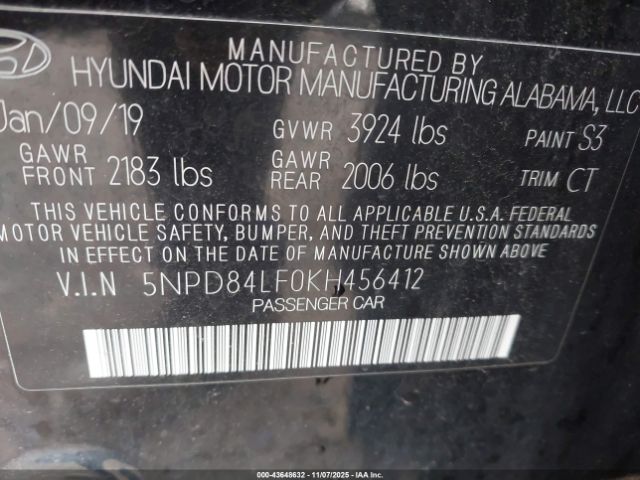 MANUFACTURED BY
HYUNDAI MOTOR MANUFACTURING ALABAMA, LLC
Jan/09/19 GVWR 3924 lbs PAINT S3
GAWR FRONT 2183 lbs GAWR REAR 2006 lbs TRIM CT
THIS VEHICLE CONFORMS TO ALL APPLICABLE U.S.A. FEDERAL
MOTOR VEHICLE SAFETY, BUMPER, AND THEFT PREVENTION STANDARDS
IN EFFECT ON THE DATE OF MANUFACTURE SHOWN ABOVE
V.I.N 5NPD84LF0KH456412
PASSENGER CAR
000-43648632 - 11/07/2025 - iaai.com